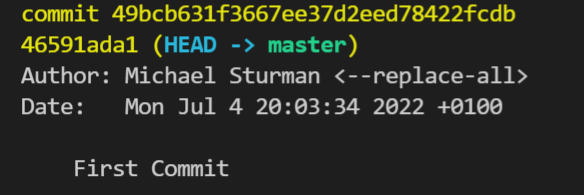 commit 49bcb631f3667ee37d2eed78422fcdb
46591ada1 (HEAD -> master)
Author: Michael Sturman <--replace-all>
Date:   Mon Jul 4 20:03:34 2022 +0100
    First Commit